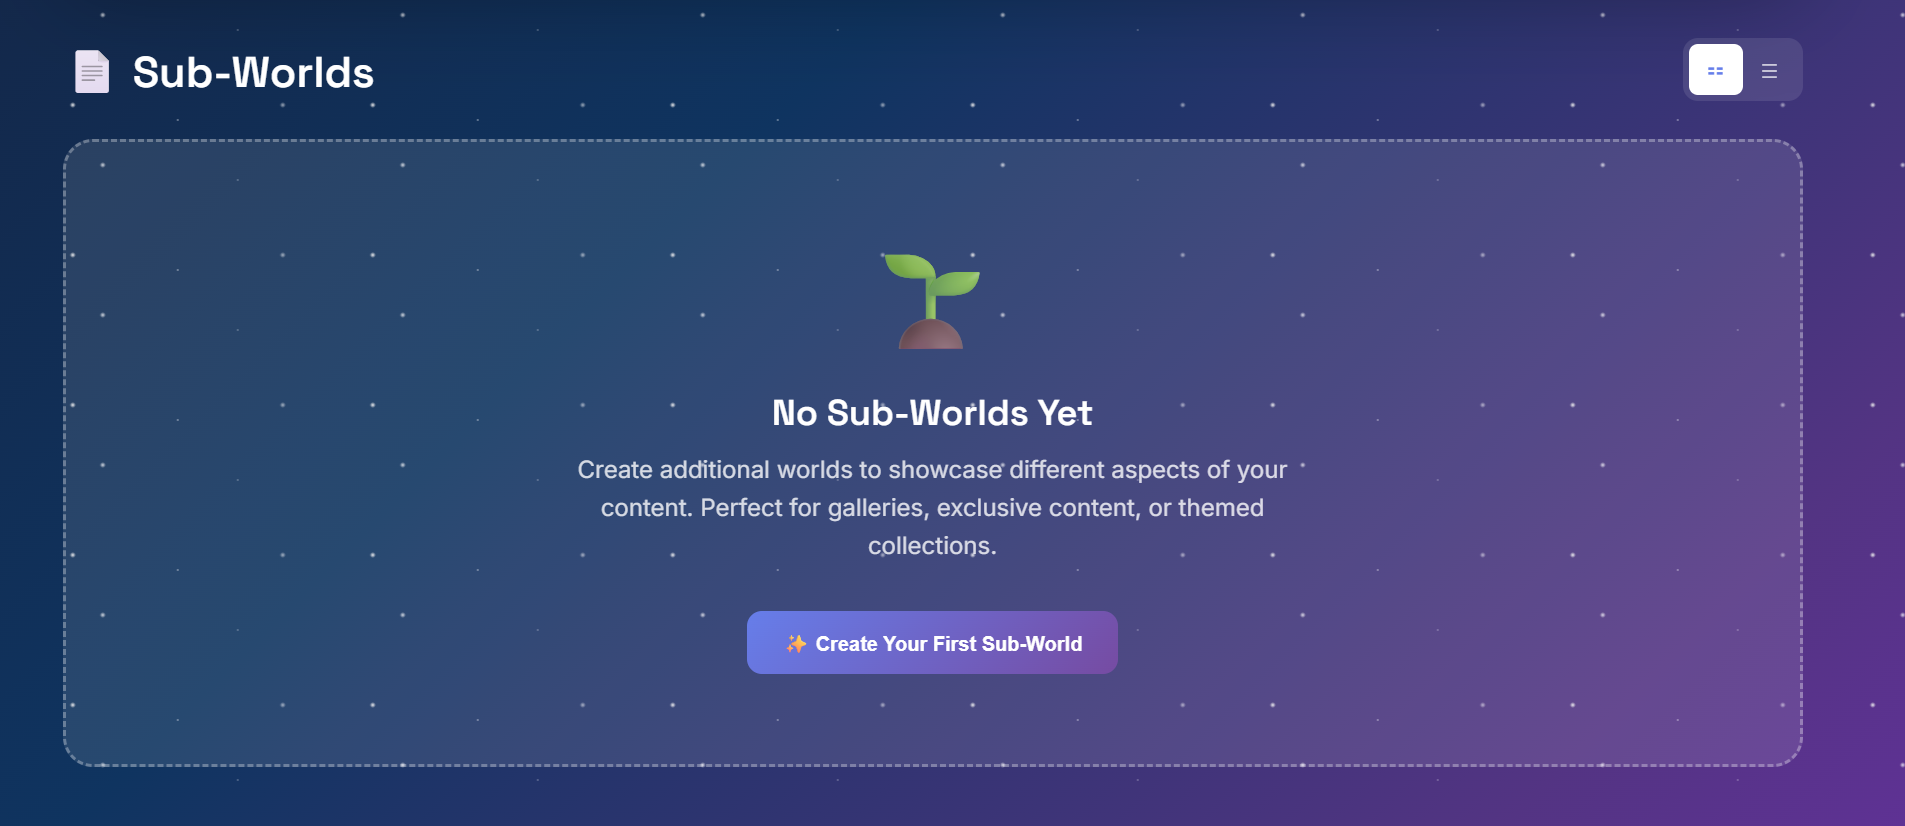 Sub-Worlds
No Sub-Worlds Yet
Create additional worlds to showcase different aspects of your
content. Perfect for galleries, exclusive content, or themed
collections.
✨ Create Your First Sub-World